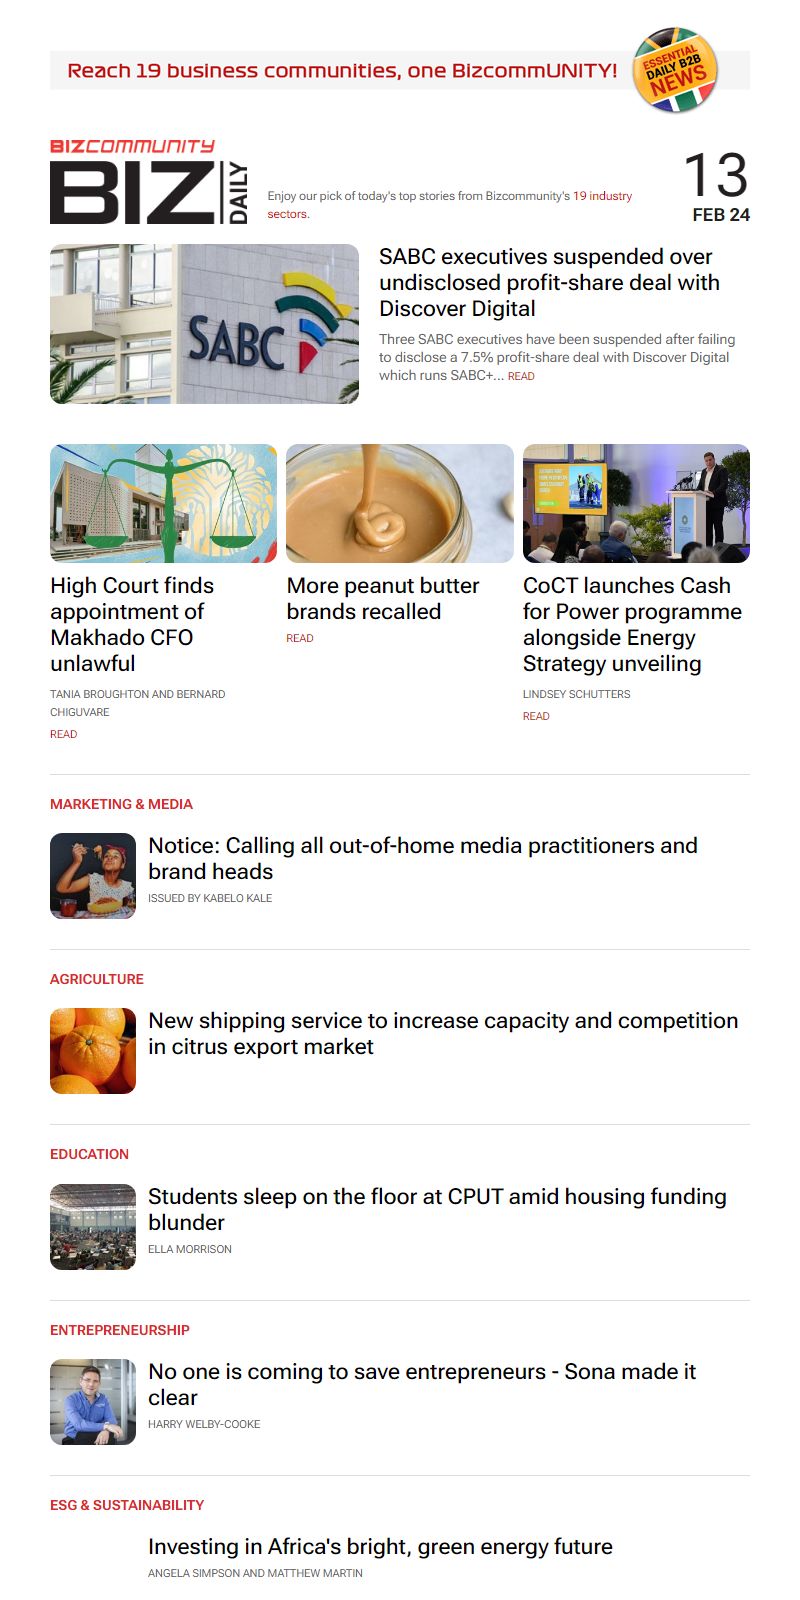 Reach 19 business communities, one BizcommUNITY!
ESSENTIAL
DAILY B2B
NEWS
BIZCOMMUNITY
BIZ
DAILY
Enjoy our pick of today's top stories from Bizcommunity's 19 industry
sectors.
13
FEB 24
SABC
SABC executives suspended over
undisclosed profit-share deal with
Discover Digital
Three SABC executives have been suspended after failing
to disclose a 7.5% profit-share deal with Discover Digital
which runs SABC+... READ
High Court finds
appointment of
Makhado CFO
unlawful
TANIA BROUGHTON AND BERNARD
CHIGUVARE
READ
More peanut butter
brands recalled
READ
CoCT launches Cash
for Power programme
alongside Energy
Strategy unveiling
LINDSEY SCHUTTERS
READ
MARKETING & MEDIA
Notice: Calling all out-of-home media practitioners and
brand heads
ISSUED BY KABELO KALE
AGRICULTURE
New shipping service to increase capacity and competition
in citrus export market
EDUCATION
Students sleep on the floor at CPUT amid housing funding
blunder
ELLA MORRISON
ENTREPRENEURSHIP
No one is coming to save entrepreneurs - Sona made it
clear
HARRY WELBY-COOKE
ESG & SUSTAINABILITY
Investing in Africa's bright, green energy future
ANGELA SIMPSON AND MATTHEW MARTIN